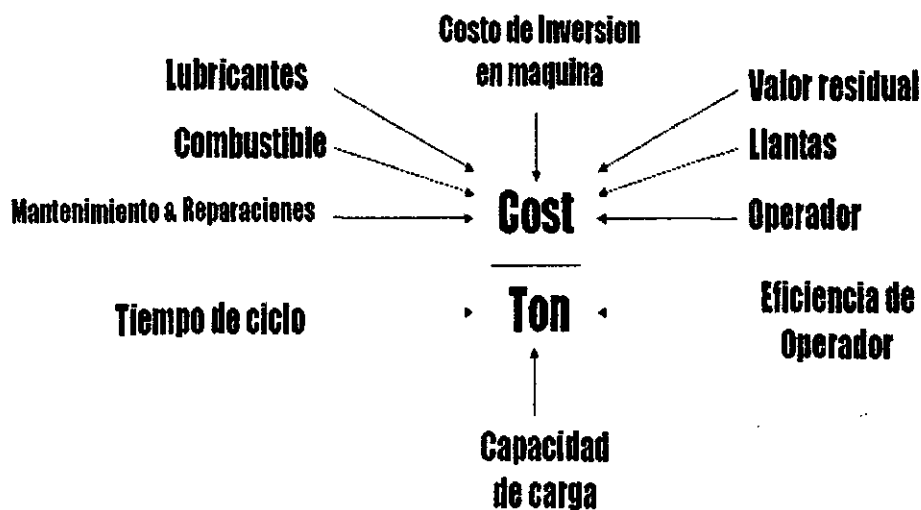 Costo de Inversion
en maquina
Lubricantes
Valor residual
Combustible
Llantas
Mantenimiento & Reparaciones
Cost
Operador
Tiempo de ciclo
Ton
Eficiencia de
Operador
Capacidad
de carga